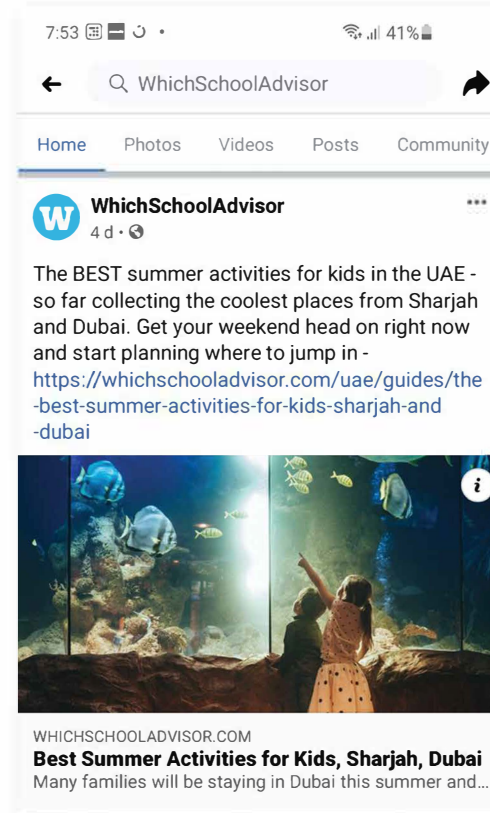 7:53
41%
WhichSchoolAdvisor
Home Photos Videos Posts Community
W
WhichSchoolAdvisor
4 d •
The BEST summer activities for kids in the UAE -
so far collecting the coolest places from Sharjah
and Dubai. Get your weekend head on right now
and start planning where to jump in -
https://whichschooladvisor.com/uae/guides/the
-best-summer-activities-for-kids-sharjah-and
-dubai
i
WHICHSCHOOLADVISOR.COM
Best Summer Activities for Kids, Sharjah, Dubai
Many families will be staying in Dubai this summer and...